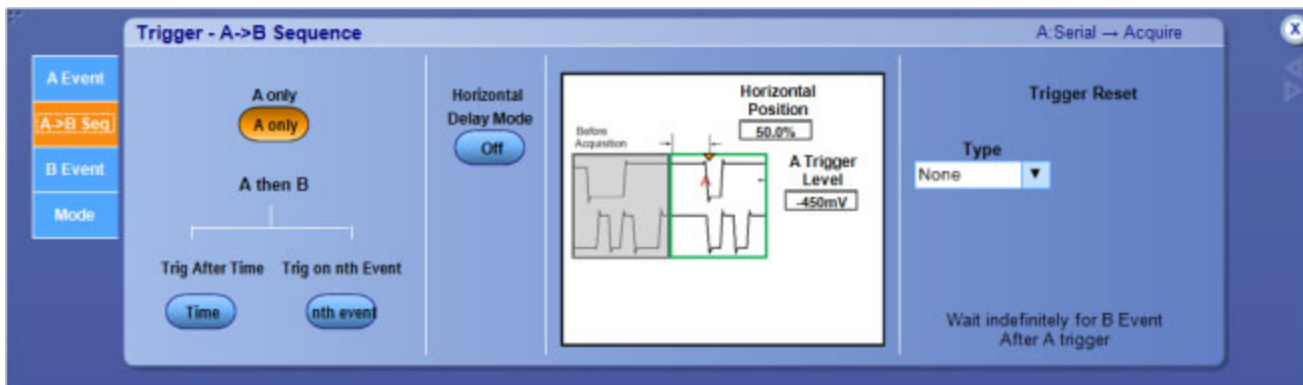 Trigger - A->B Sequence
A:Serial → Acquire
X
A Event
A->B Seq
B Event
Mode
A only
A only
A then B
Trig After Time
Trig on nth Event
Time
nth event
Horizontal
Delay Mode
Off
Horizontal
Position
50.0%
Before
Acquisition
A
A Trigger
Level
-450mV
Trigger Reset
Type
None
Wait indefinitely for B Event
After A trigger